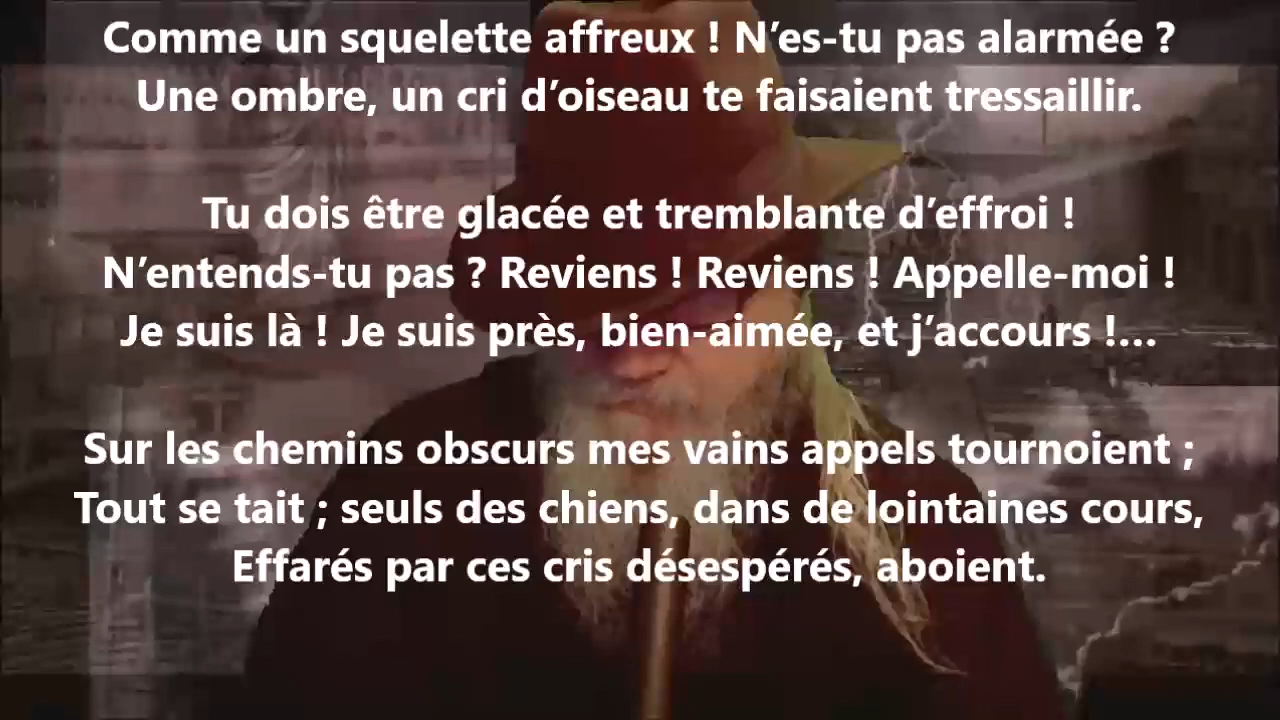 Comme un squelette affreux ! N’es-tu pas alarmée ?
Une ombre, un cri d’oiseau te faisaient tressaillir.
Tu dois être glacée et tremblante d’effroi !
N’entends-tu pas ? Reviens ! Reviens ! Appelle-moi !
Je suis là ! Je suis près, bien-aimée, et j’accours !...
Sur les chemins obscurs mes vains appels tournoient ;
Tout se tait ; seuls des chiens, dans de lointaines cours,
Effarés par ces cris désespérés, aboient.